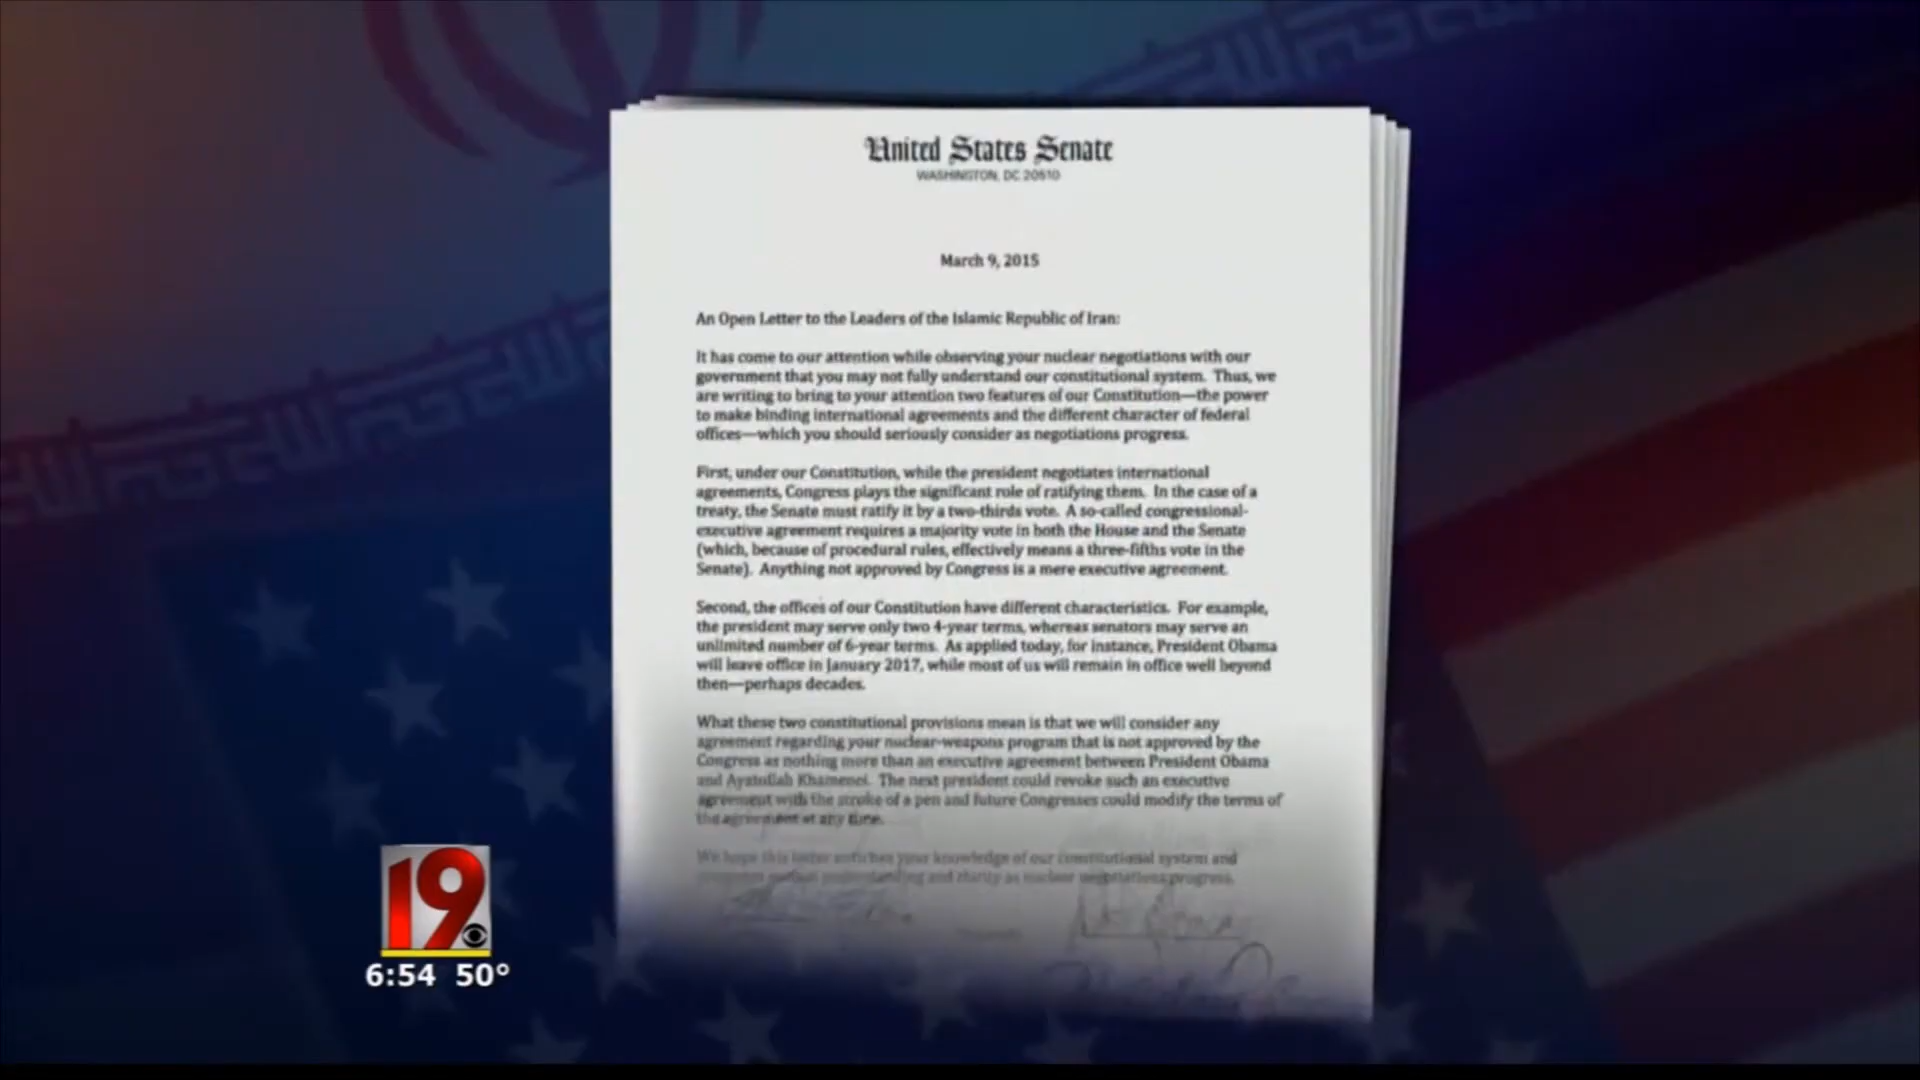 United States Senate
WASHINGTON, DC 20510
March 9, 2015
An Open Letter to the Leaders of the Islamic Republic of Iran:
It has come to our attention while observing your nuclear negotiations with our
government that you may not fully understand our constitutional system. Thus, we
are writing to bring to your attention two features of our Constitution—the power
to make binding international agreements and the different character of federal
offices—which you should seriously consider as negotiations progress.
First, under our Constitution, while the president negotiates international
agreements, Congress plays the significant role of ratifying them. In the case of a
treaty, the Senate must ratify it by a two-thirds vote. A so-called congressional-
executive agreement requires a majority vote in both the House and the Senate
(which, because of procedural rules, effectively means a three-fifths vote in the
Senate). Anything not approved by Congress is a mere executive agreement.
Second, the offices of our Constitution have different characteristics. For example,
the president may serve only two 4-year terms, whereas senators may serve an
unlimited number of 6-year terms. As applied today, for instance, President Obama
will leave office in January 2017, while most of us will remain in office well beyond
then—perhaps decades.
What these two constitutional provisions mean is that we will consider any
agreement regarding your nuclear-weapons program that is not approved by the
Congress as nothing more than an executive agreement between President Obama
and Ayatollah Khamenei. The next president could revoke such an executive
agreement with the stroke of a pen and future Congresses could modify the terms of
the agreement at any time.
We hope this letter enriches your knowledge of our constitutional system and
understanding and clarity as nuclear negotiations progress.
19
6:54 50°